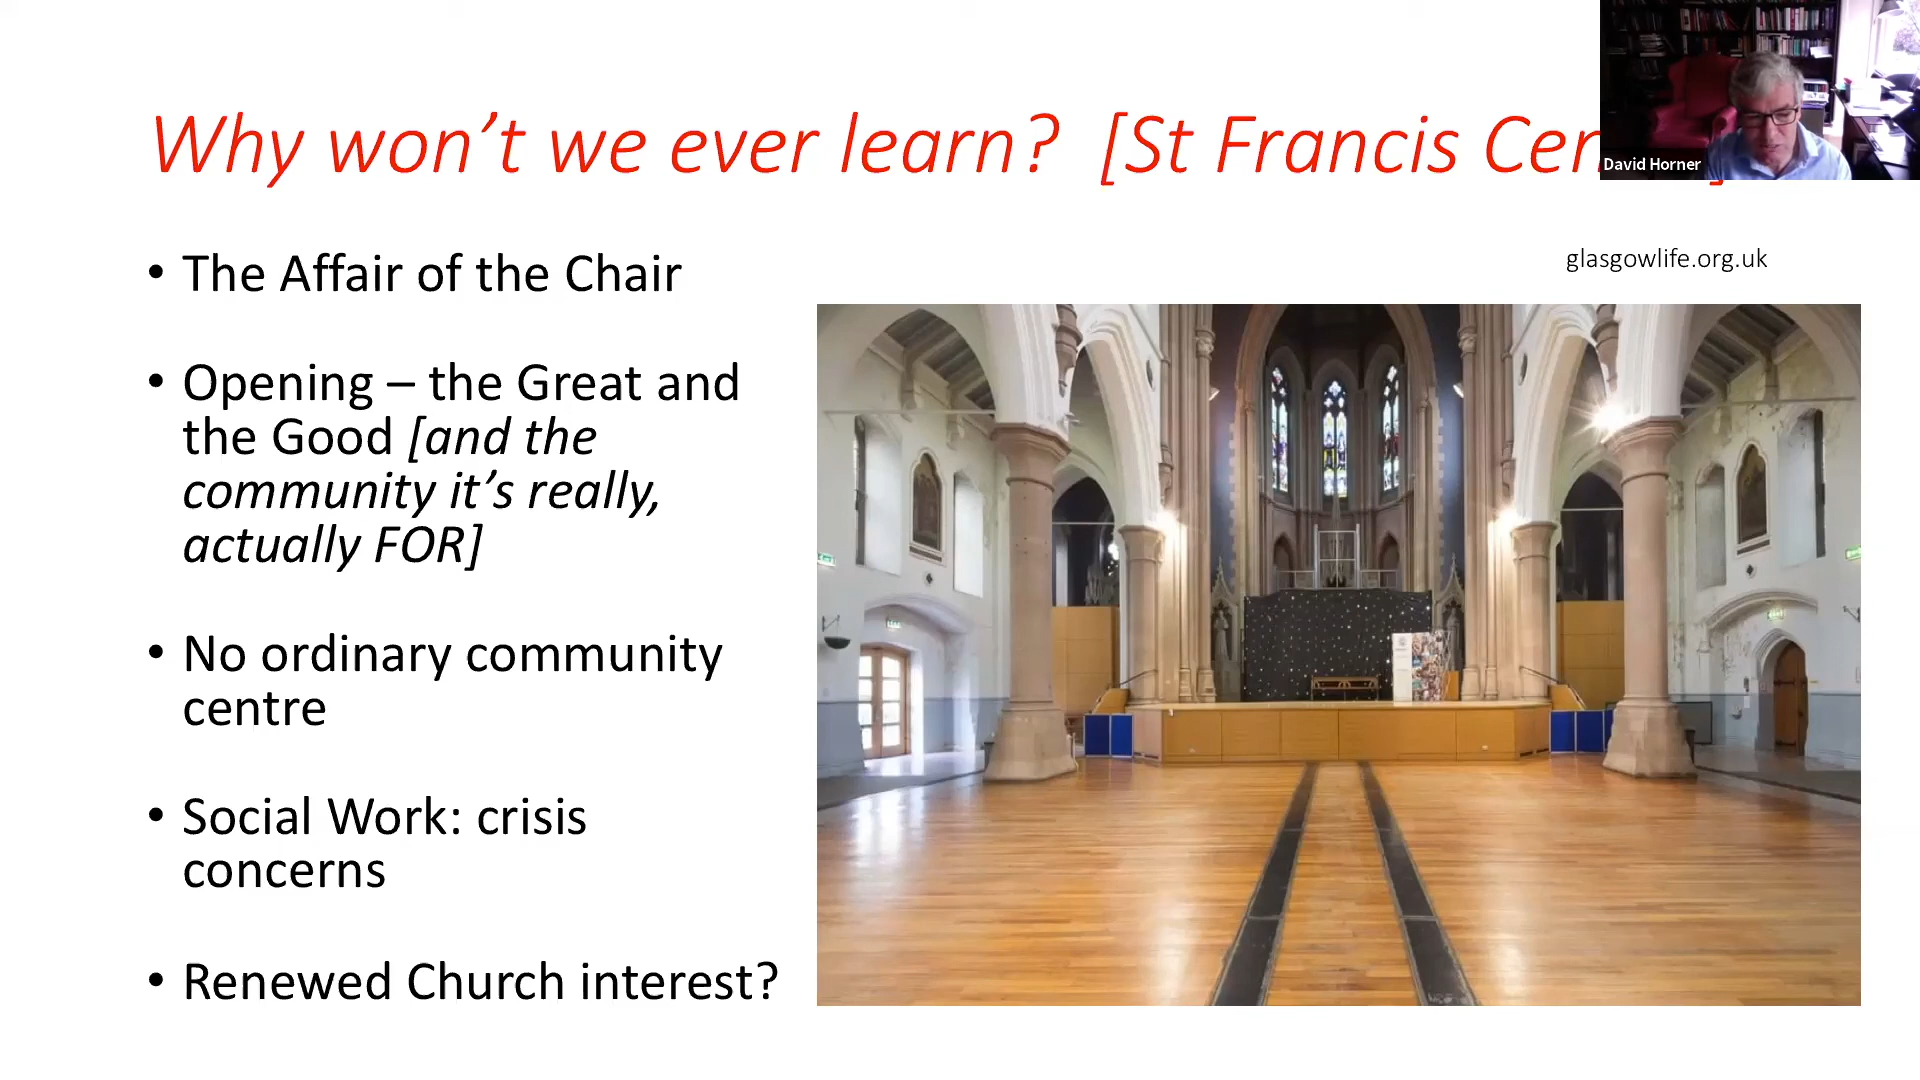 Why won’t we ever learn? [St Francis
David Horner
• The Affair of the Chair
glasgowlife.org.uk
• Opening – the Great and
the Good [and the
community it’s really,
actually FOR]
• No ordinary community
centre
• Social Work: crisis
concerns
• Renewed Church interest?